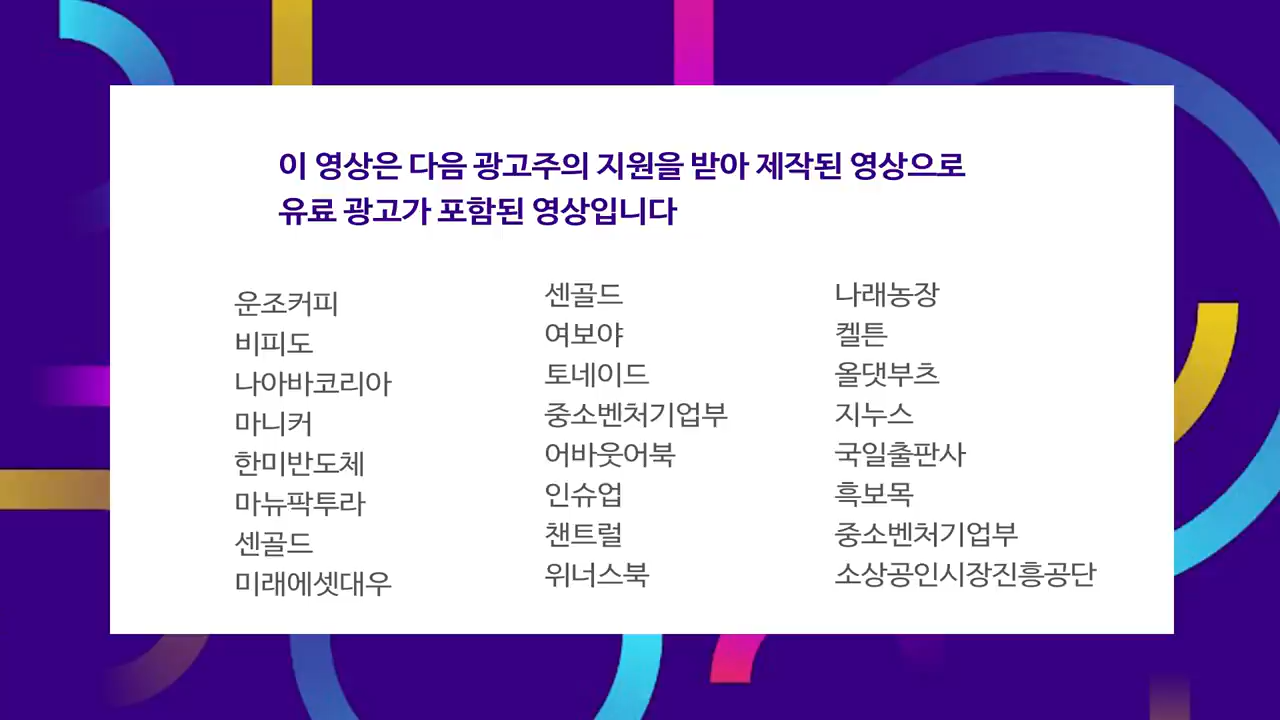 이 영상은 다음 광고주의 지원을 받아 제작된 영상으로
유료 광고가 포함된 영상입니다
운조커피
비피도
나아바코리아
마니커
한미반도체
마뉴팍투라
센골드
미래에셋대우
센골드
여보야
토네이드
중소벤처기업부
어바웃어북
인슈업
챈트럴
위너스북
나래농장
켈튼
올댓부츠
지누스
국일출판사
흑보목
중소벤처기업부
소상공인시장진흥공단